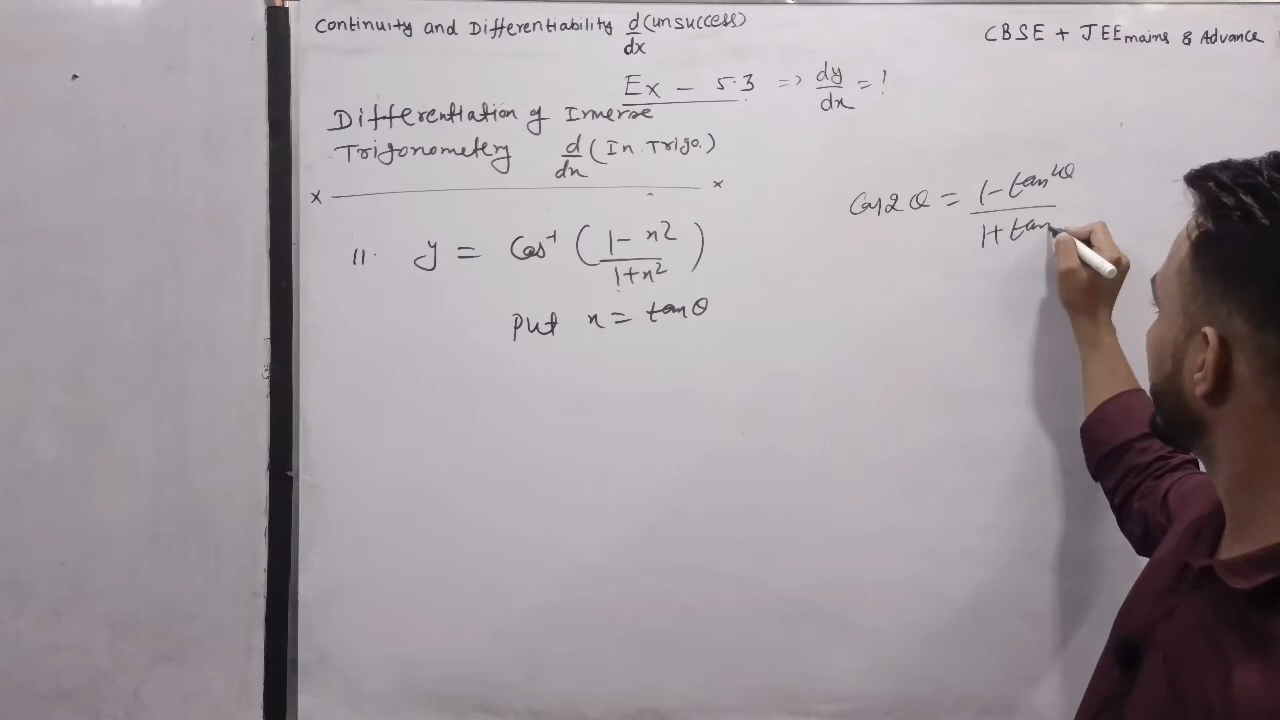 Continuity and Differentiability d/dx (unsuccess)
CBSE + JEE mains & Advance
Ex - 5.3 => dy/dx = !
Differentiation of Inverse
Trigonometery d/dx (In. Trigo.)
x x
11. y = Cos⁻¹ (1 - x2 / 1 + x²)
Put x = tanθ
Cos2θ = 1 - tan²θ / 1 + tan